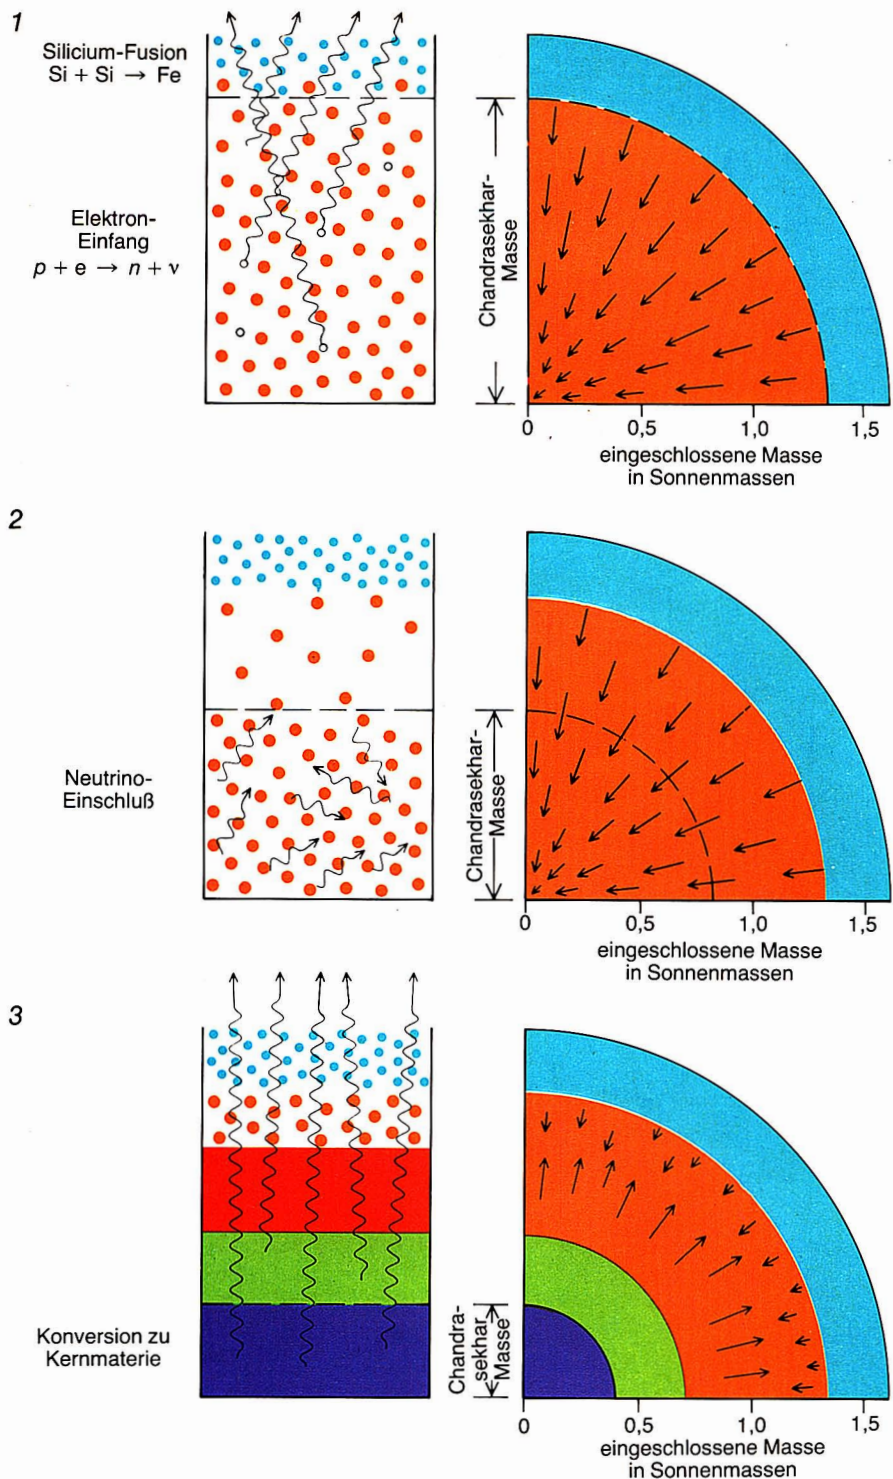 1
Silicium-Fusion
Si + Si → Fe
Elektron-
Einfang
p + e → n + ν
Chandrasekhar-
Masse
0 0,5 1,0 1,5
eingeschlossene Masse
in Sonnenmassen
2
Neutrino-
Einschluß
Chandrasekhar-
Masse
0 0,5 1,0 1,5
eingeschlossene Masse
in Sonnenmassen
3
Konversion zu
Kernmaterie
Chandra-
sekhar
Masse
0 0,5 1,0 1,5
eingeschlossene Masse
in Sonnenmassen